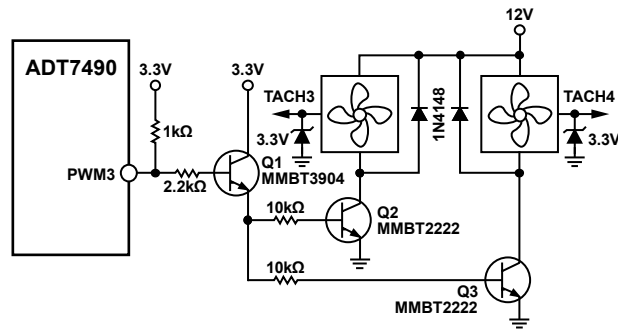 12V
ADT7490
3.3V
3.3V
TACH3
TACH4
1N4148
1kΩ
3.3V
3.3V
PWM3
2.2kΩ
Q1
MMBT3904
10kΩ
Q2
MMBT2222
10kΩ
Q3
MMBT2222